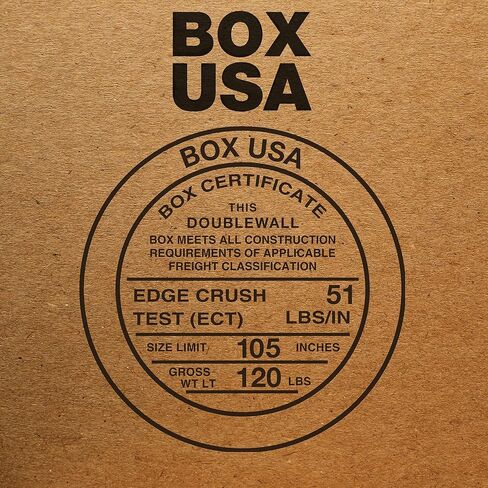 BOX
USA
BOX USA
BOX CERTIFICATE
THIS
DOUBLEWALL
BOX MEETS ALL CONSTRUCTION
REQUIREMENTS OF APPLICABLE
FREIGHT CLASSIFICATION
EDGE CRUSH 51
TEST (ECT) LBS/IN
SIZE LIMIT 105 INCHES
GROSS
WT LT 120 LBS